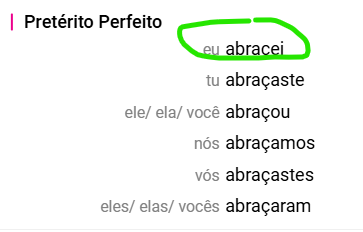 Pretérito Perfeito
eu abracei
tu abraçaste
ele/ ela/ você abraçou
nós abraçamos
vós abraçastes
eles/ elas/ vocês abraçaram